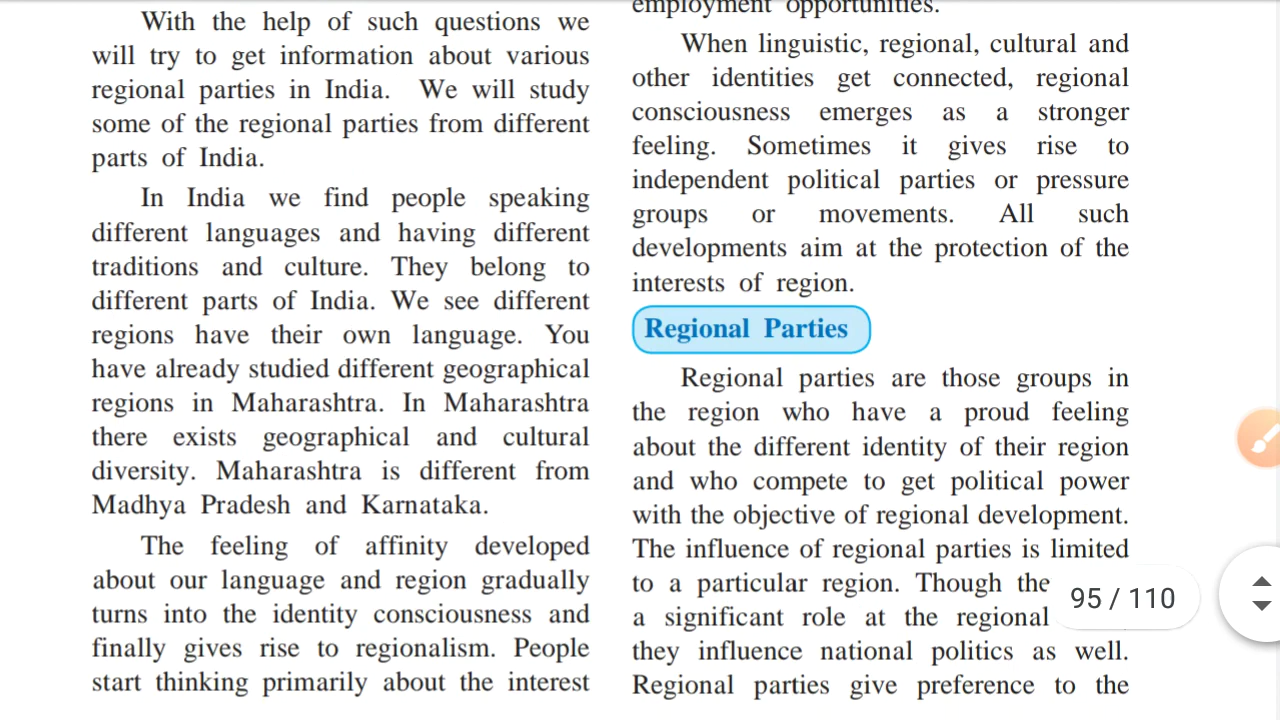 With the help of such questions we
will try to get information about various
regional parties in India. We will study
some of the regional parties from different
parts of India.
In India we find people speaking
different languages and having different
traditions and culture. They belong to
different parts of India. We see different
regions have their own language. You
have already studied different geographical
regions in Maharashtra. In Maharashtra
there exists geographical and cultural
diversity. Maharashtra is different from
Madhya Pradesh and Karnataka.
The feeling of affinity developed
about our language and region gradually
turns into the identity consciousness and
finally gives rise to regionalism. People
start thinking primarily about the interest
employment opportunities.
When linguistic, regional, cultural and
other identities get connected, regional
consciousness emerges as a stronger
feeling. Sometimes it gives rise to
independent political parties or pressure
groups or movements. All such
developments aim at the protection of the
interests of region.
Regional Parties
Regional parties are those groups in
the region who have a proud feeling
about the different identity of their region
and who compete to get political power
with the objective of regional development.
The influence of regional parties is limited
to a particular region. Though the
a significant role at the regional
they influence national politics as well.
Regional parties give preference to the
95 / 110